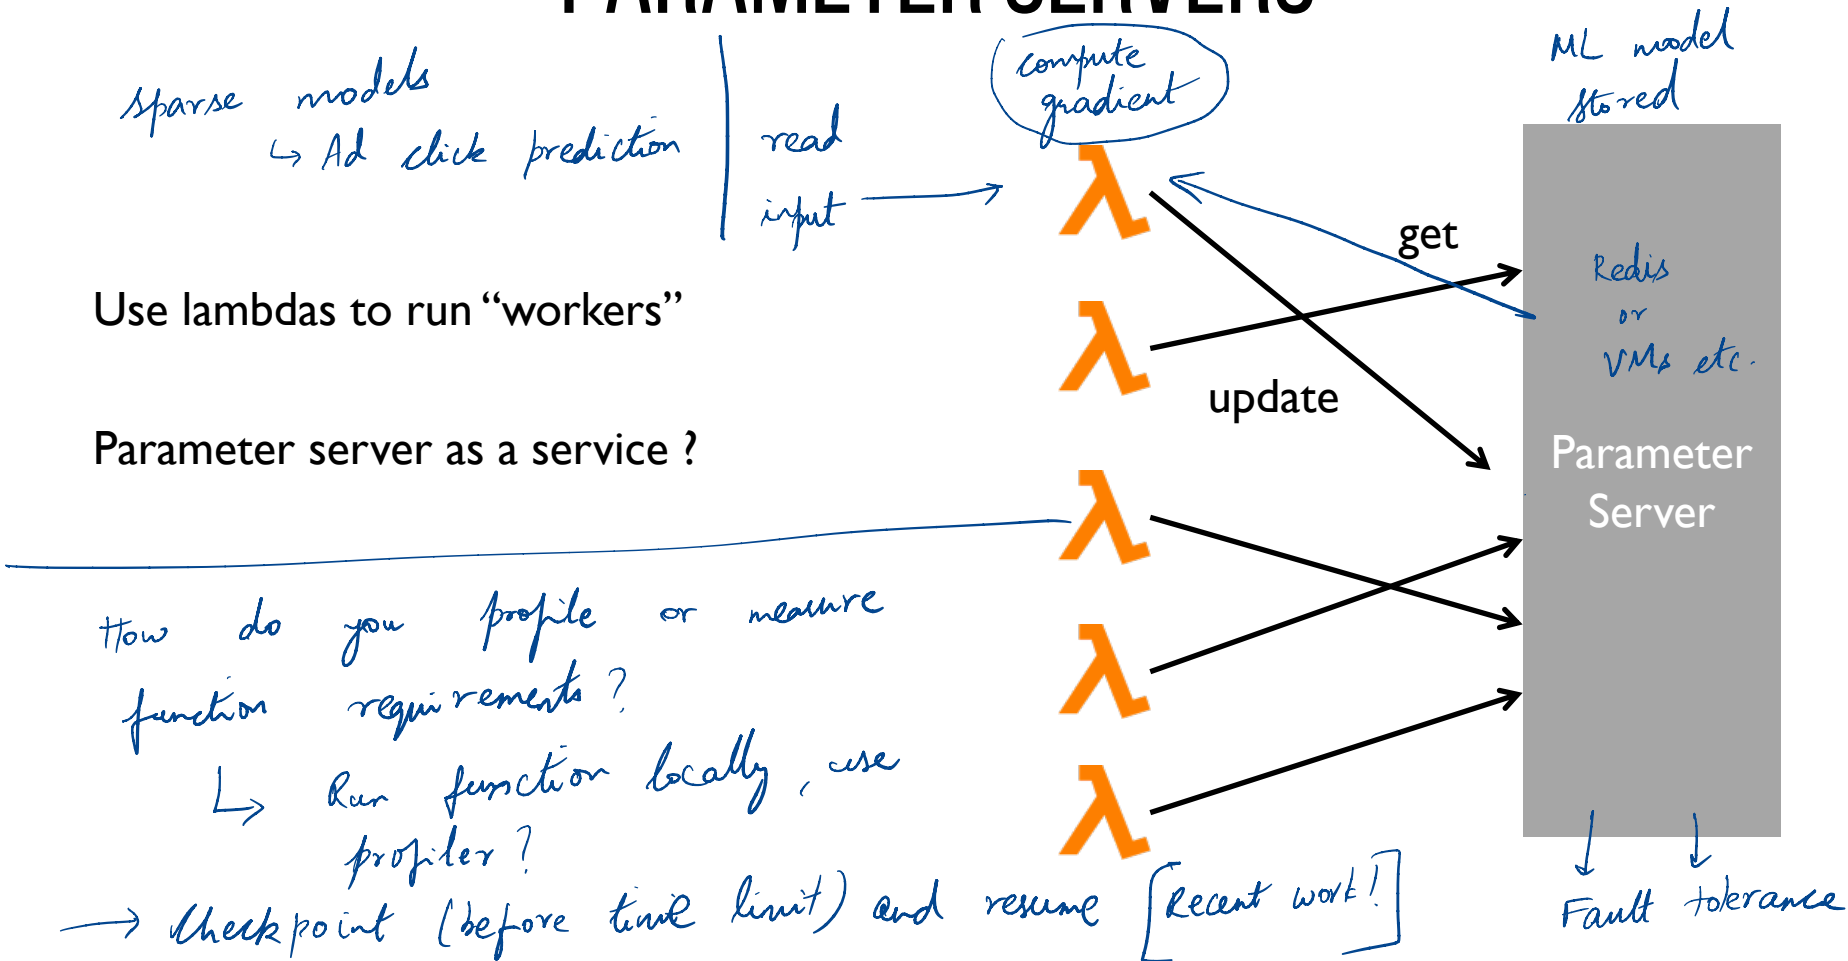 PARAMETER SERVERS
sparse models
↳ Ad click prediction
read
input
compute
gradient
ML model
stored
get
Redis
or
VMs etc.
Use lambdas to run “workers”
update
Parameter server as a service ?
Parameter
Server
How do you profile or measure
function requirements ?
↳ Run function locally, use
profiler ?
→ Checkpoint (before time limit) and resume [Recent work!]
Fault tolerance